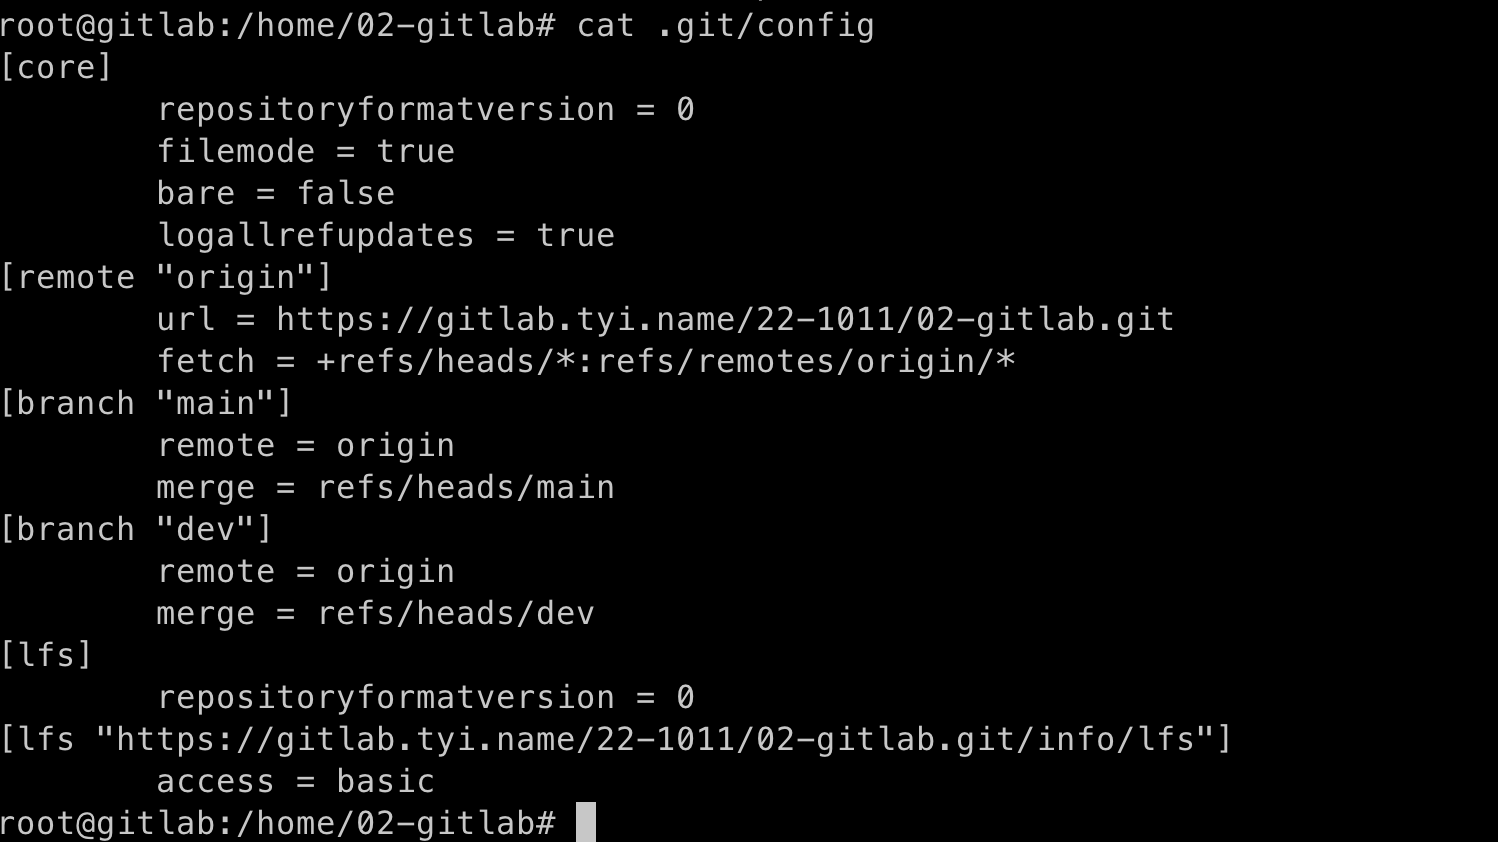 root@gitlab:/home/02-gitlab# cat .git/config
[core]
        repositoryformatversion = 0
        filemode = true
        bare = false
        logallrefupdates = true
[remote "origin"]
        url = https://gitlab.tyi.name/22-1011/02-gitlab.git
        fetch = +refs/heads/*:refs/remotes/origin/*
[branch "main"]
        remote = origin
        merge = refs/heads/main
[branch "dev"]
        remote = origin
        merge = refs/heads/dev
[lfs]
        repositoryformatversion = 0
[lfs "https://gitlab.tyi.name/22-1011/02-gitlab.git/info/lfs"]
        access = basic
root@gitlab:/home/02-gitlab#